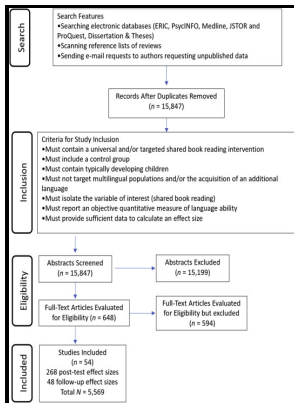 Search
Search Features
•Searching electronic databases (ERIC, PsycINFO, Medline, JSTOR and
ProQuest, Dissertation & Theses)
•Scanning reference lists of reviews
•Sending e-mail requests to authors requesting unpublished data
Records After Duplicates Removed
(n = 15,847)
Inclusion
Criteria for Study Inclusion
•Must contain a universal and/or targeted shared book reading intervention
•Must include a control group
•Must contain typically developing children
•Must not target multilingual populations and/or the acquisition of an additional
language
•Must isolate the variable of interest (shared book reading)
•Must report an objective quantitative measure of language ability
•Must provide sufficient data to calculate an effect size
Eligibility
Abstracts Screened
(n = 15,847)
Abstracts Excluded
(n = 15,199)
Full-Text Articles Evaluated
for Eligibility (n = 648)
Full-Text Articles Evaluated
for Eligibility but excluded
(n = 594)
Included
Studies Included
(n = 54)
268 post-test effect sizes
48 follow-up effect sizes
Total N = 5,569